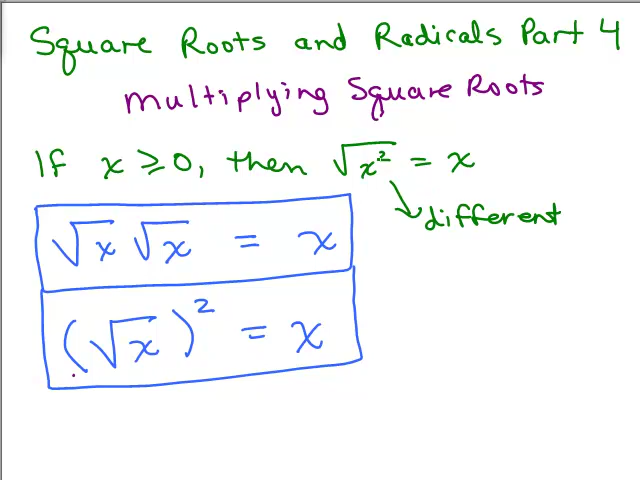 Square Roots and Radicals Part 4
Multiplying Square Roots
If x ≥ 0, then √x² = x
different
√x √x = x
(√x)² = x